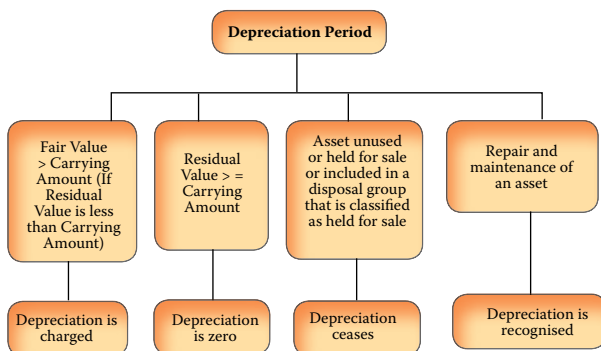 Depreciation Period
Fair Value
> Carrying
Amount (If
Residual
Value is less
than Carrying
Amount)
Residual
Value > =
Carrying
Amount
Asset unused
or held for sale
or included in a
disposal group
that is classified
as held for sale
Repair and
maintenance of
an asset
Depreciation is
charged
Depreciation
is zero
Depreciation
ceases
Depreciation is
recognised